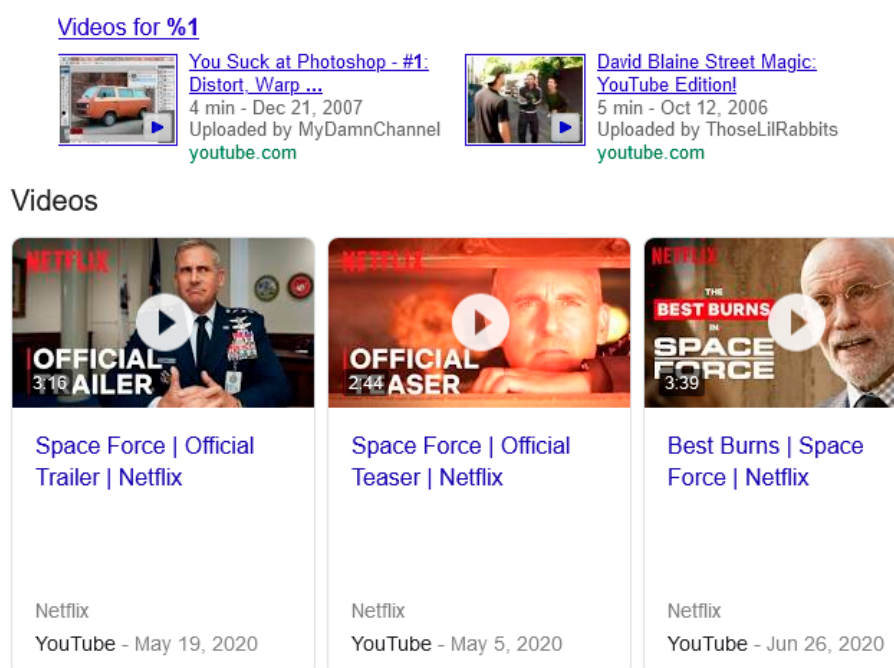 Videos for %1
You Suck at Photoshop - #1:
Distort, Warp ...
4 min - Dec 21, 2007
Uploaded by MyDamnChannel
youtube.com
David Blaine Street Magic:
YouTube Edition!
5 min - Oct 12, 2006
Uploaded by ThoseLilRabbits
youtube.com
Videos
NETFLIX
OFFICIAL
TRAILER
3:16
Space Force | Official
Trailer | Netflix
Netflix
YouTube - May 19, 2020
NETFLIX
OFFICIAL
TEASER
2:44
Space Force | Official
Teaser | Netflix
Netflix
YouTube - May 5, 2020
NETFLIX
THE
BEST BURNS
IN
SPACE
FORCE
3:39
Best Burns | Space
Force | Netflix
Netflix
YouTube - Jun 26, 2020